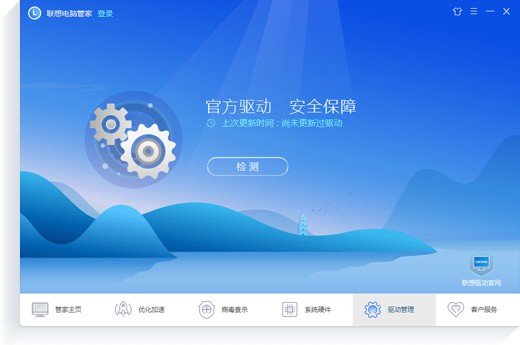 L 联想电脑管家 登录
官方驱动 安全保障
上次更新时间：尚未更新过驱动
检测
联想驱动官网
管家主页 优化加速 病毒查杀 系统硬件 驱动管理 客户服务